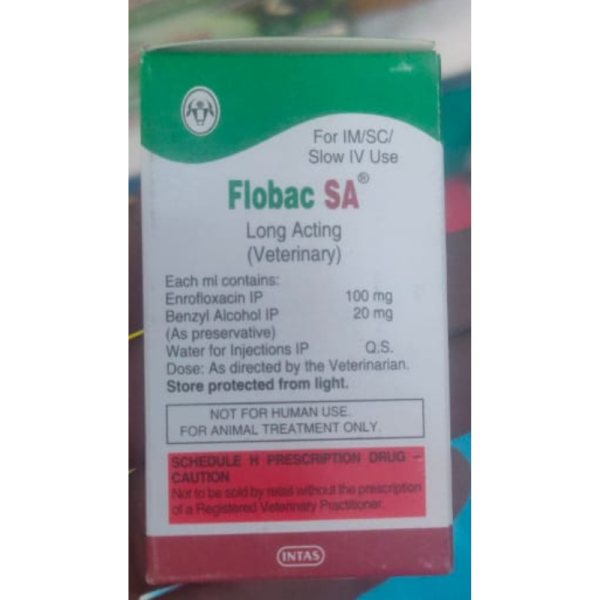 For IM/SC/
Slow IV Use
Flobac SA®
Long Acting
(Veterinary)
Each ml contains:
Enrofloxacin IP 100 mg
Benzyl Alcohol IP 20 mg
(As preservative)
Water for Injections IP Q.S.
Dose: As directed by the Veterinarian.
Store protected from light.
NOT FOR HUMAN USE.
FOR ANIMAL TREATMENT ONLY.
SCHEDULE H PRESCRIPTION DRUG –
CAUTION
Not to be sold by retail without the prescription
of a Registered Veterinary Practitioner.
INTAS